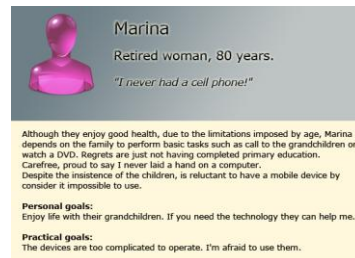 Marina
Retired woman, 80 years.
"I never had a cell phone!"
Although they enjoy good health, due to the limitations imposed by age, Marina
depends on the family to perform basic tasks such as call to the grandchildren or
watch a DVD. Regrets are just not having completed primary education.
Carefree, proud to say I never laid a hand on a computer.
Despite the insistence of the children, is reluctant to have a mobile device by
consider it impossible to use.
Personal goals:
Enjoy life with their grandchildren. If you need the technology they can help me.
Practical goals:
The devices are too complicated to operate. I'm afraid to use them.